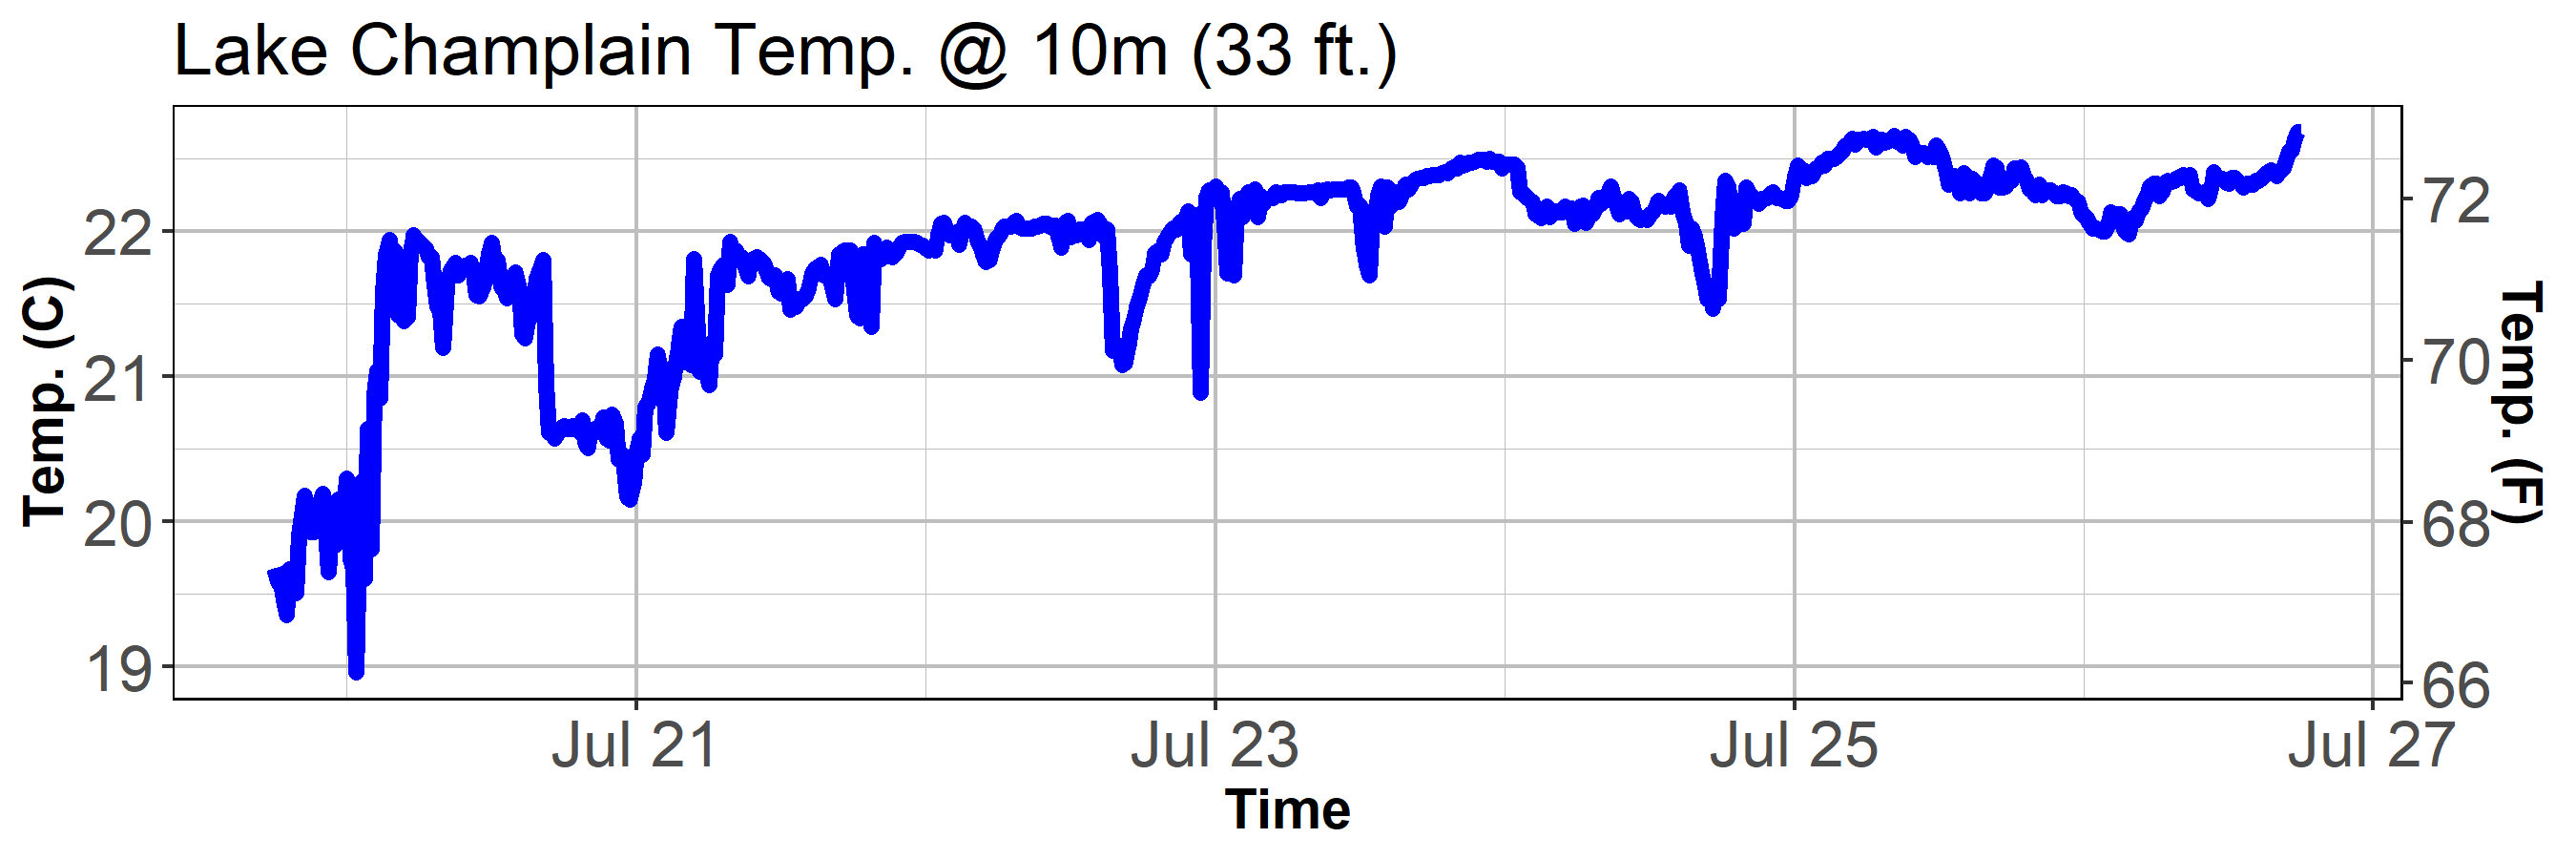 Lake Champlain Temp. @ 10m (33 ft.)
Temp. (C)
22
21
20
19
72
70
68
66
Temp. (F)
Jul 21 Jul 23 Jul 25 Jul 27
Time